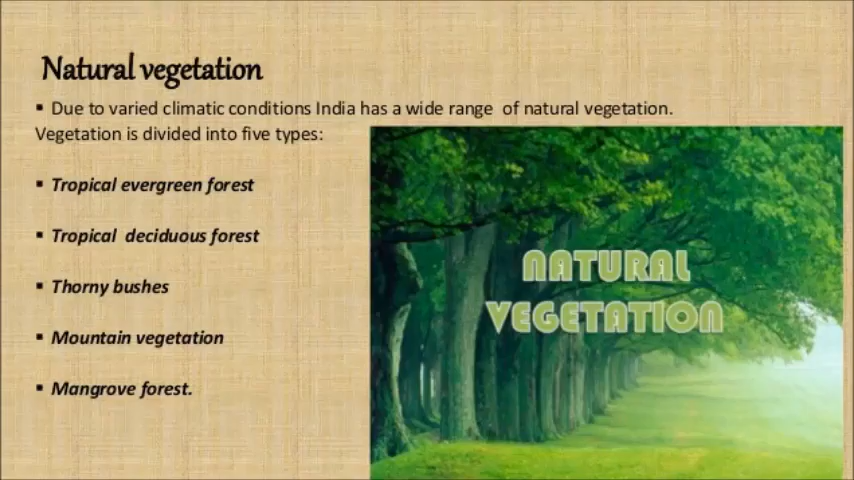 Natural vegetation
▪ Due to varied climatic conditions India has a wide range of natural vegetation.
Vegetation is divided into five types:
▪ Tropical evergreen forest
▪ Tropical deciduous forest
▪ Thorny bushes
▪ Mountain vegetation
▪ Mangrove forest.
NATURAL
VEGETATION